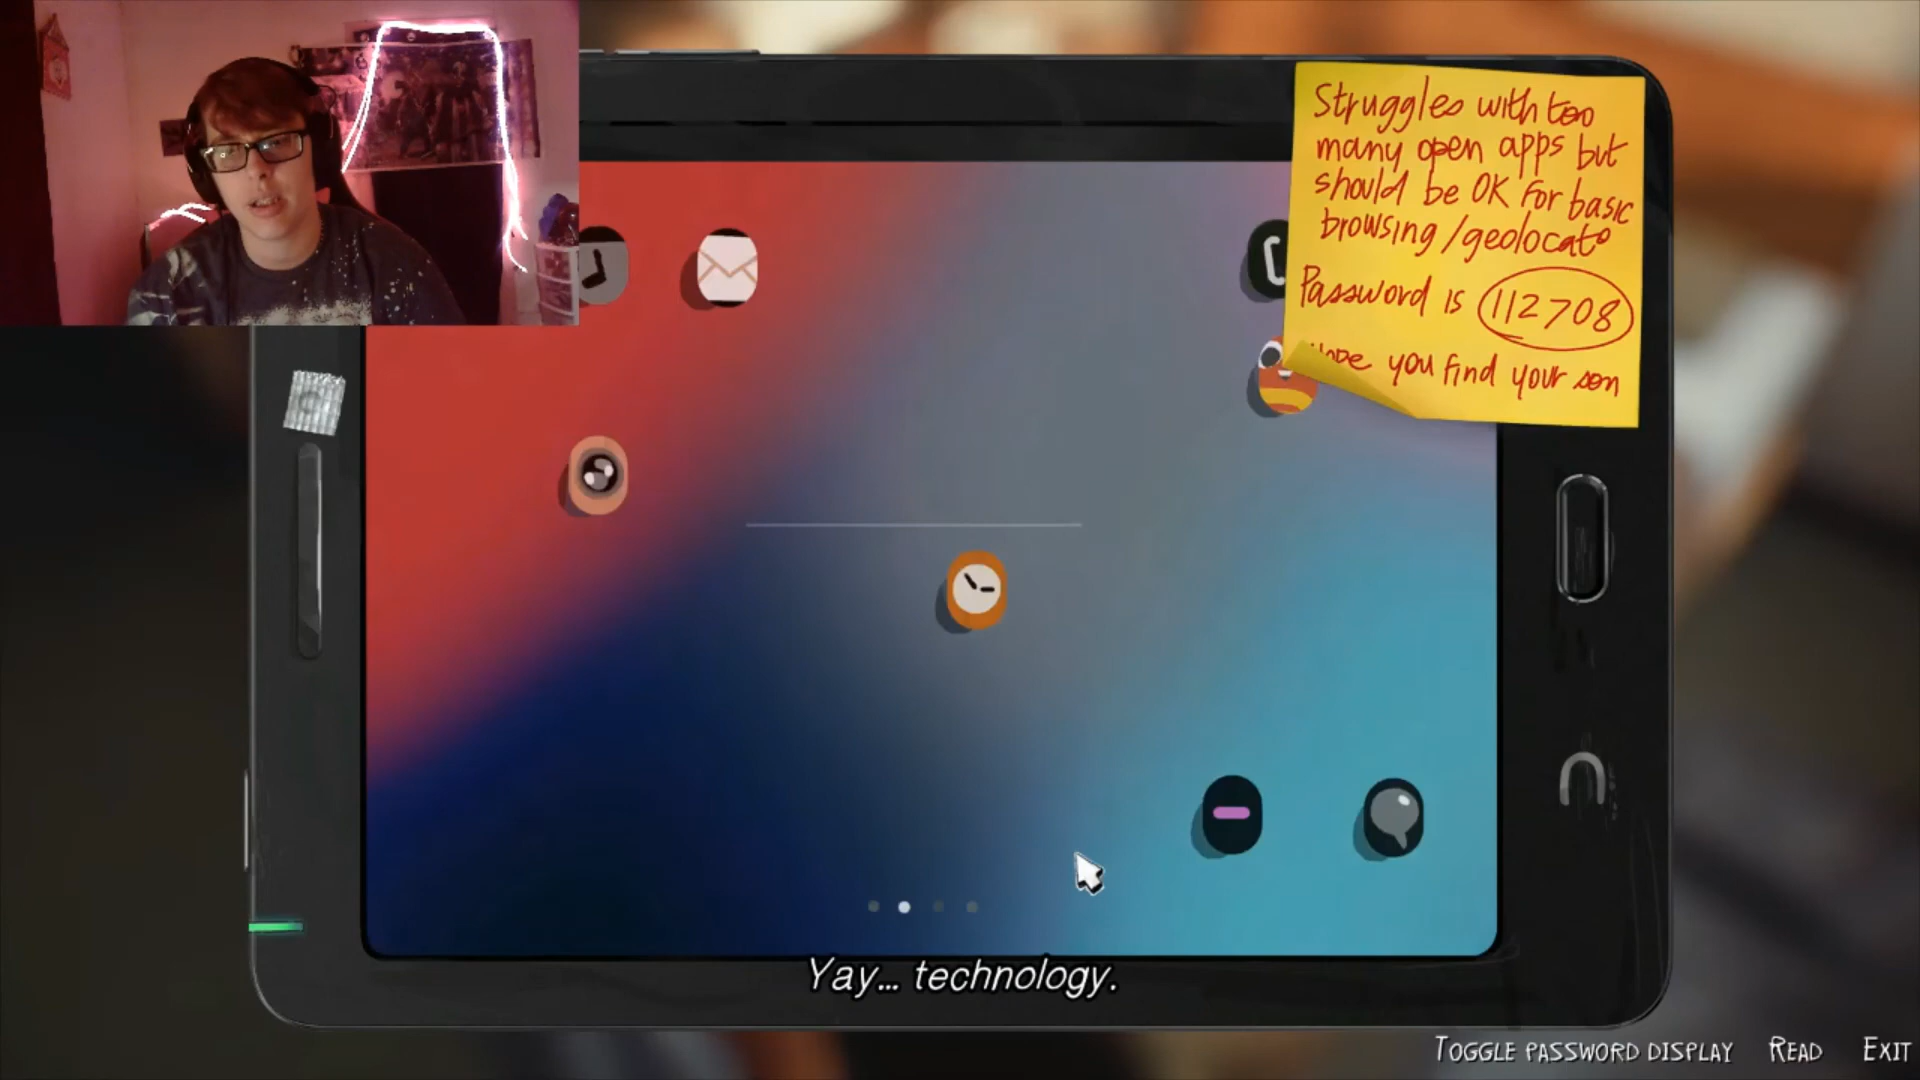 Struggles with too
many open apps but
should be OK for basic
browsing/geolocate
Password is 112708
you find your son
Yay... technology.
TOGGLE PASSWORD DISPLAY READ EXIT